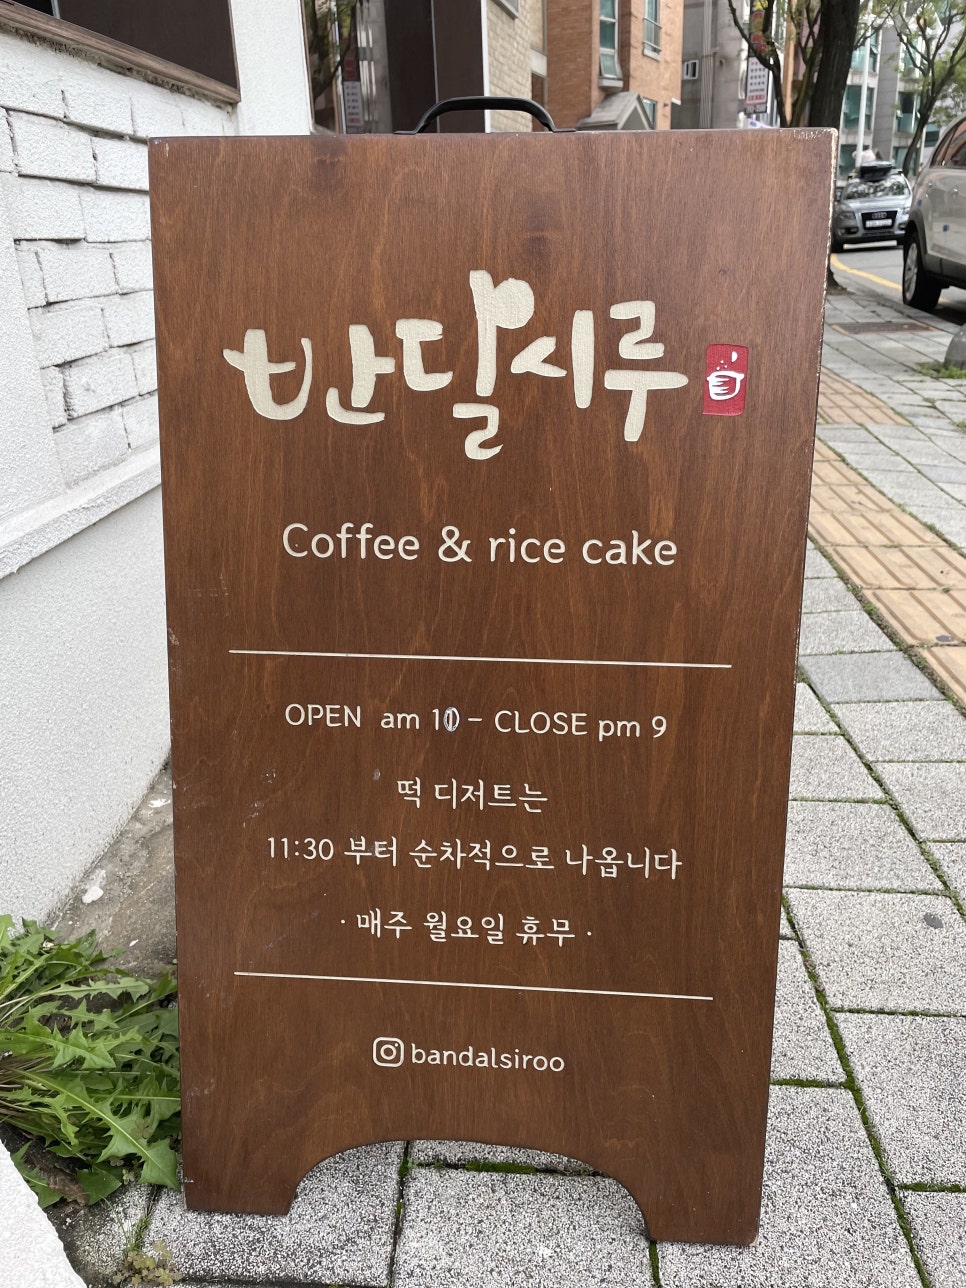 반달시루
Coffee & rice cake
OPEN am 10 - CLOSE pm 9
떡 디저트는
11:30 부터 순차적으로 나옵니다
· 매주 월요일 휴무 ·
bandalsiroo